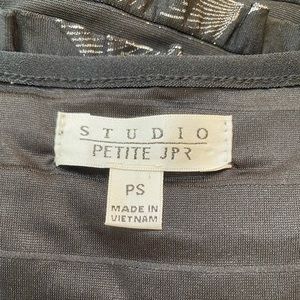 STUDIO
PETITE JPR
PS
MADE IN
VIETNAM